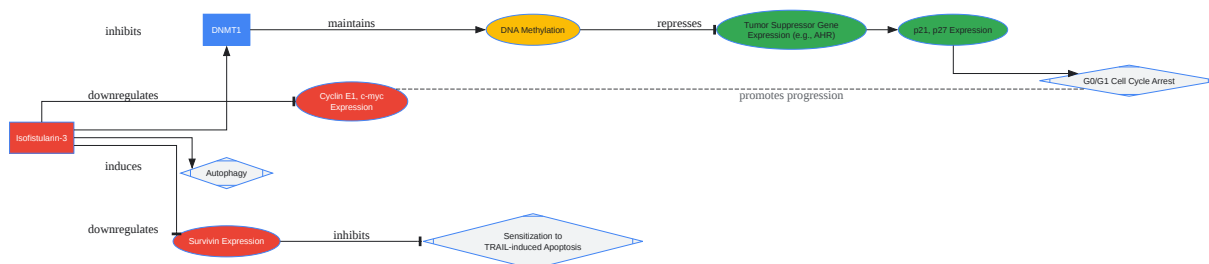 inhibits
DNMT1
maintains
DNA Methylation
represses
Tumor Suppressor Gene
Expression (e.g., AHR)
p21, p27 Expression
G0/G1 Cell Cycle Arrest
downregulates
Cyclin E1, c-myc
Expression
promotes progression
Isofistularin-3
induces
Autophagy
downregulates
Survivin Expression
inhibits
Sensitization to
TRAIL-induced Apoptosis